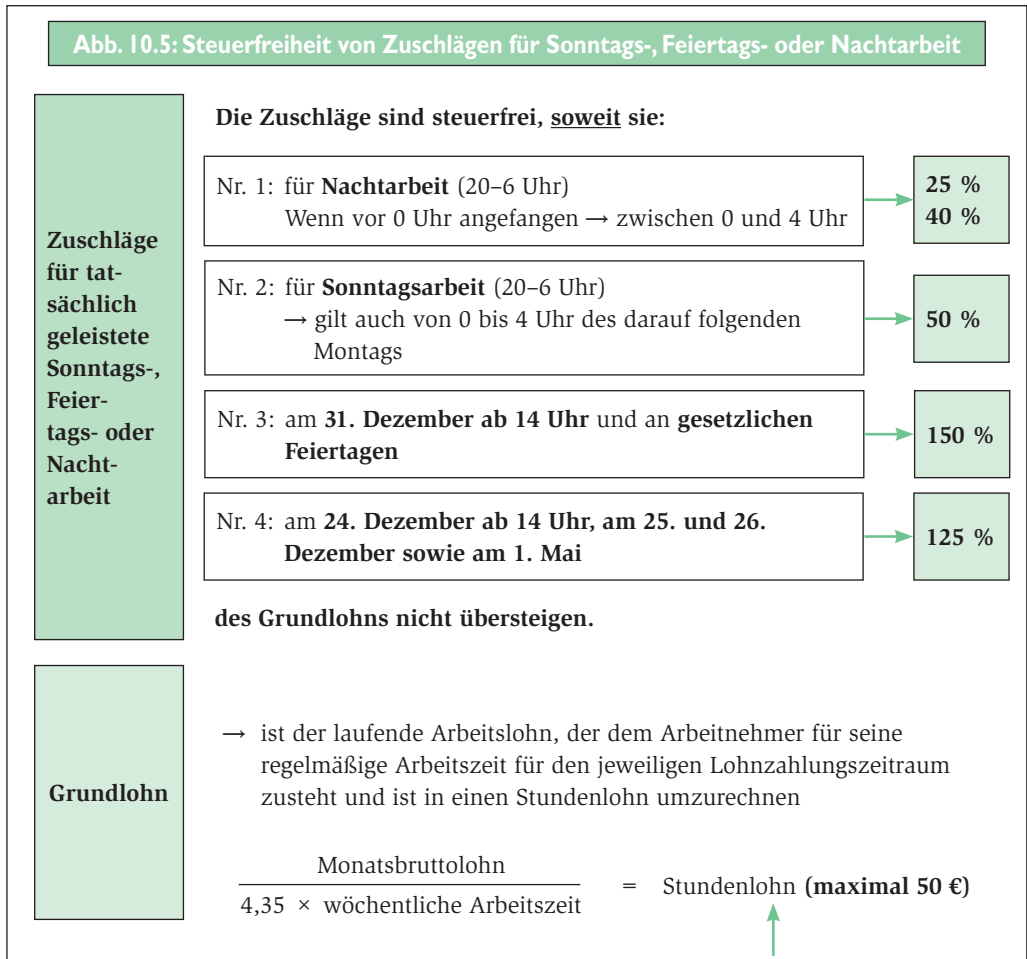 Abb. 10.5: Steuerfreiheit von Zuschlägen für Sonntags-, Feiertags- oder Nachtarbeit
Zuschläge
für tat-
sächlich
geleistete
Sonntags-,
Feier-
tags- oder
Nacht-
arbeit
Die Zuschläge sind steuerfrei, soweit sie:
Nr. 1: für Nachtarbeit (20–6 Uhr)
Wenn vor 0 Uhr angefangen → zwischen 0 und 4 Uhr
25 %
40 %
Nr. 2: für Sonntagsarbeit (20–6 Uhr)
→ gilt auch von 0 bis 4 Uhr des darauf folgenden
Montags
50 %
Nr. 3: am 31. Dezember ab 14 Uhr und an gesetzlichen
Feiertagen
150 %
Nr. 4: am 24. Dezember ab 14 Uhr, am 25. und 26.
Dezember sowie am 1. Mai
125 %
des Grundlohns nicht übersteigen.
Grundlohn
→ ist der laufende Arbeitslohn, der dem Arbeitnehmer für seine
regelmäßige Arbeitszeit für den jeweiligen Lohnzahlungszeitraum
zusteht und ist in einen Stundenlohn umzurechnen
Monatsbruttolohn
4,35 × wöchentliche Arbeitszeit = Stundenlohn (maximal 50 €)